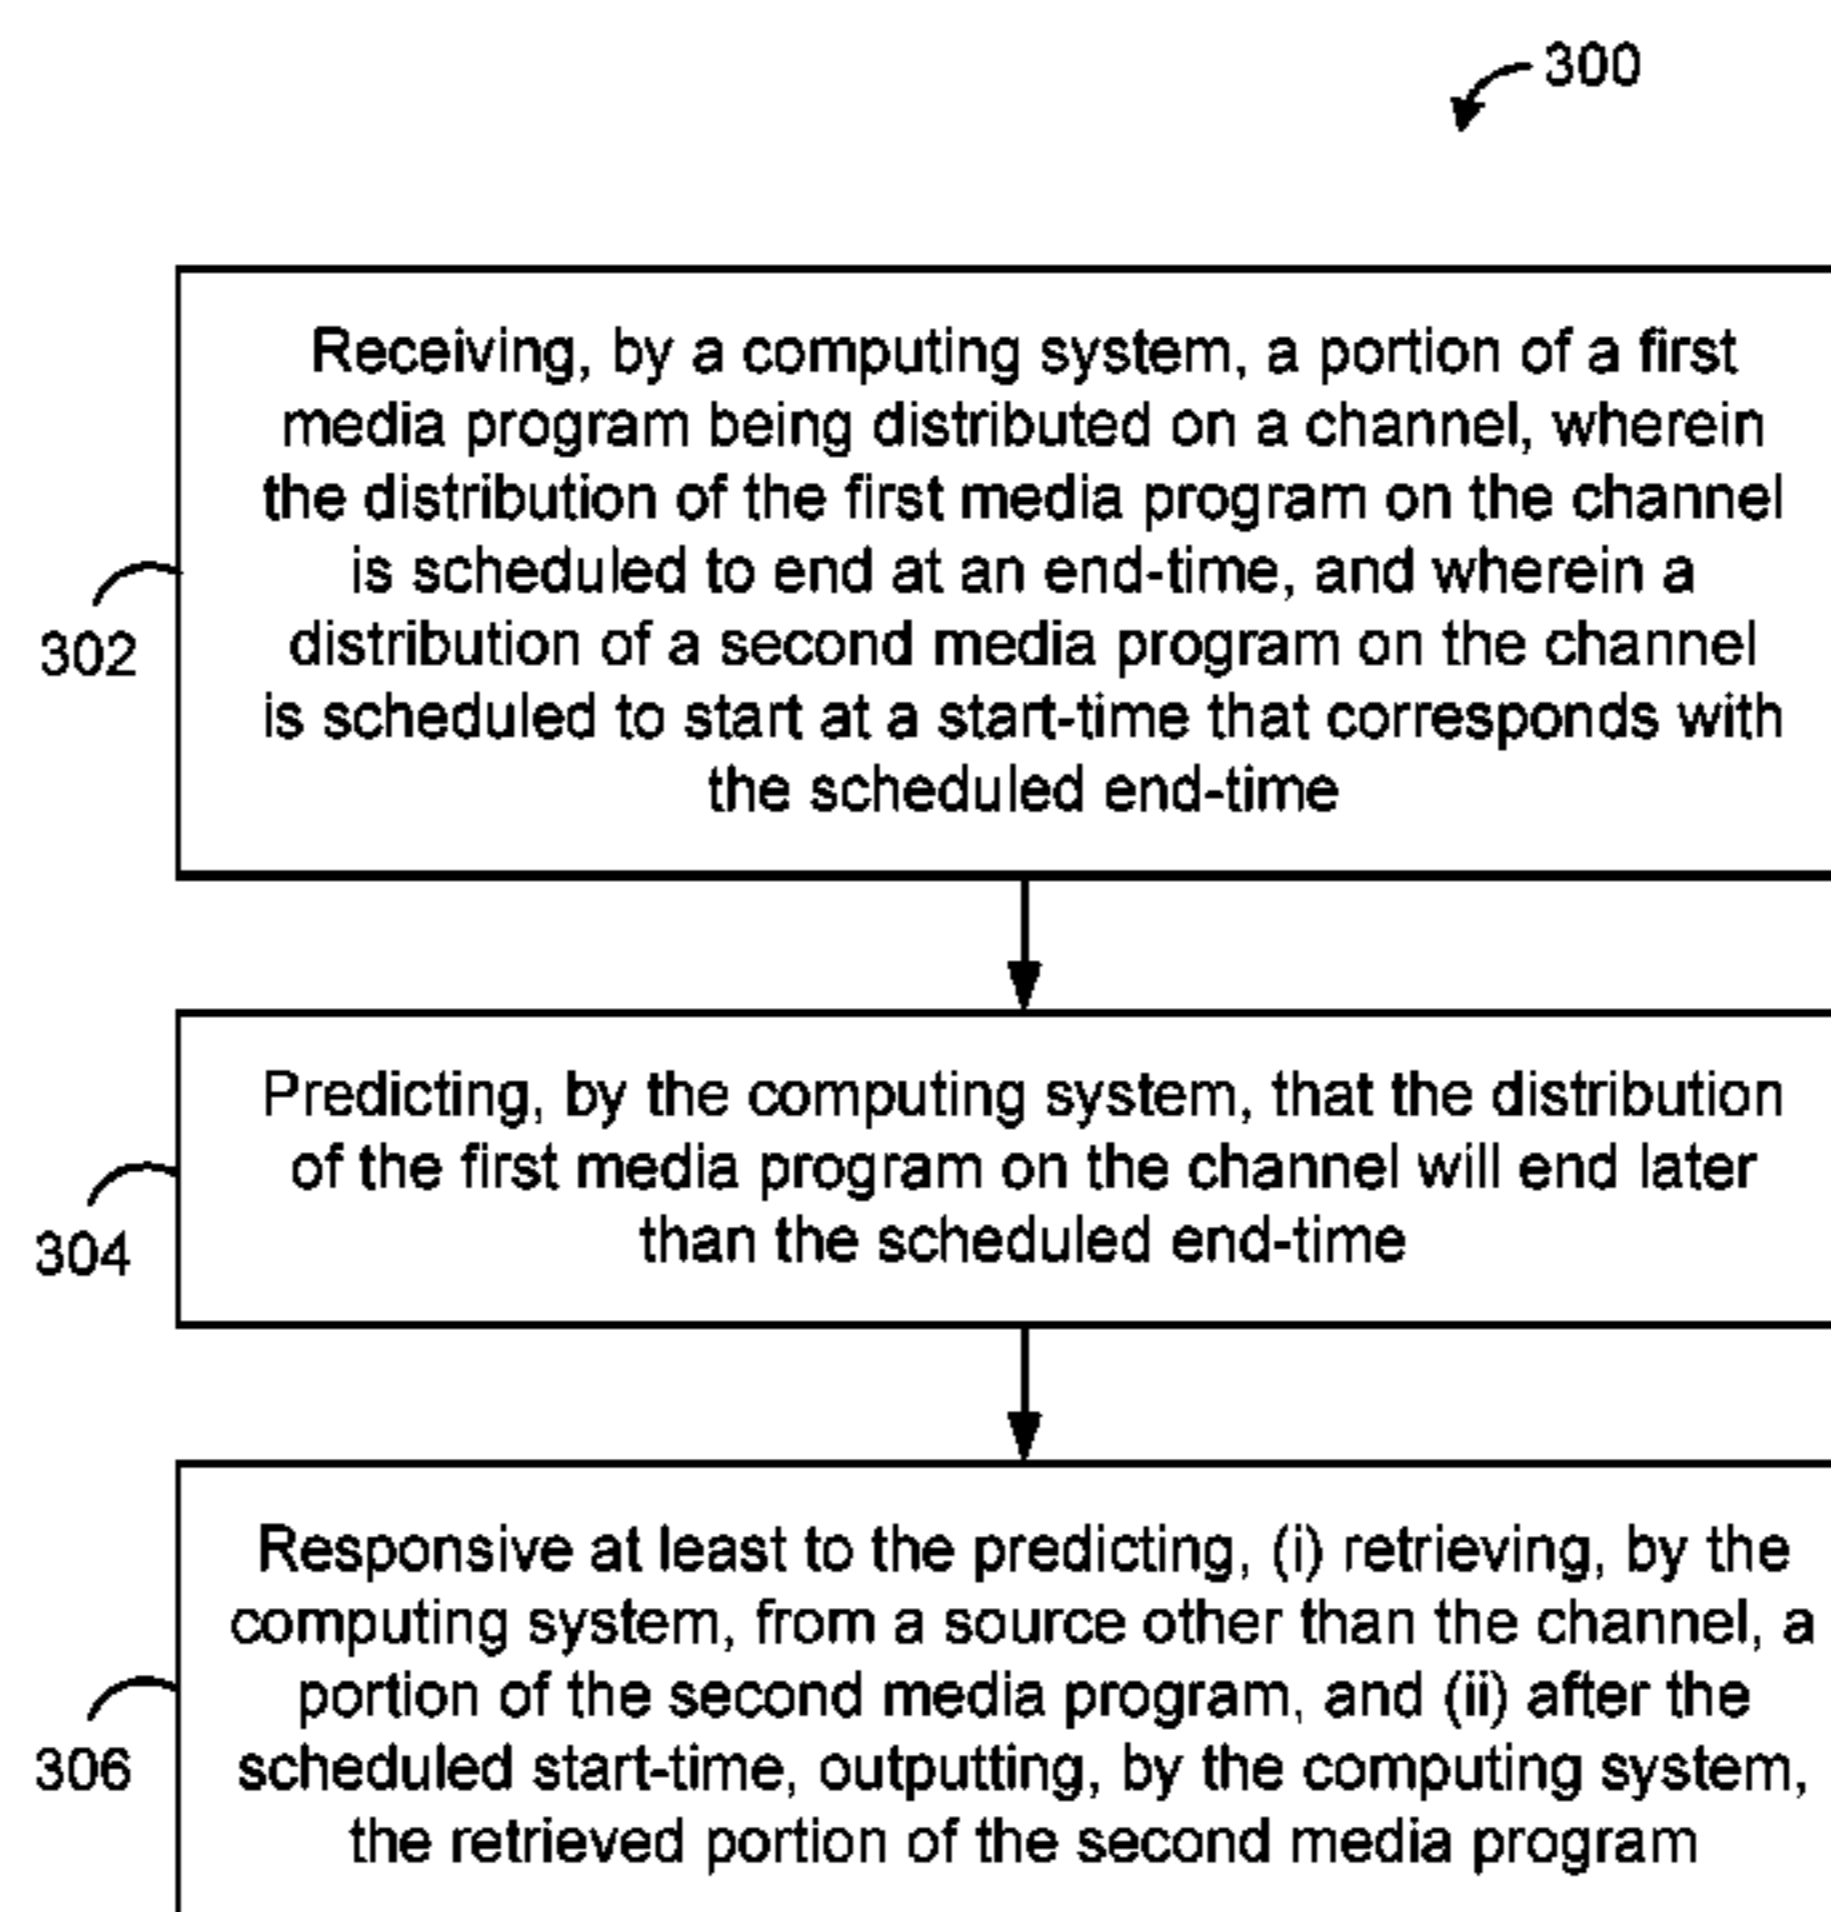 300
Receiving, by a computing system, a portion of a first
media program being distributed on a channel, wherein
the distribution of the first media program on the channel
is scheduled to end at an end-time, and wherein a
distribution of a second media program on the channel
is scheduled to start at a start-time that corresponds with
the scheduled end-time
302
Predicting, by the computing system, that the distribution
of the first media program on the channel will end later
than the scheduled end-time
304
Responsive at least to the predicting, (i) retrieving, by the
computing system, from a source other than the channel, a
portion of the second media program, and (ii) after the
scheduled start-time, outputting, by the computing system,
the retrieved portion of the second media program
306